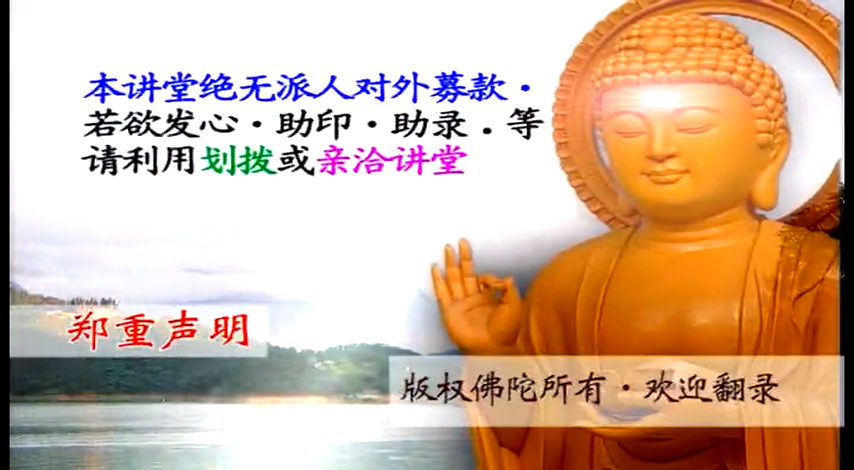 本讲堂绝无派人对外募款·
若欲发心·助印·助录.等
请利用划拨或亲洽讲堂
郑重声明
版权佛陀所有·欢迎翻录